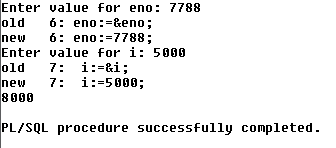 Enter value for eno: 7788
old   6: eno:=&eno;
new   6: eno:=7788;
Enter value for i: 5000
old   7:  i:=&i;
new   7:  i:=5000;
8000
PL/SQL procedure successfully completed.